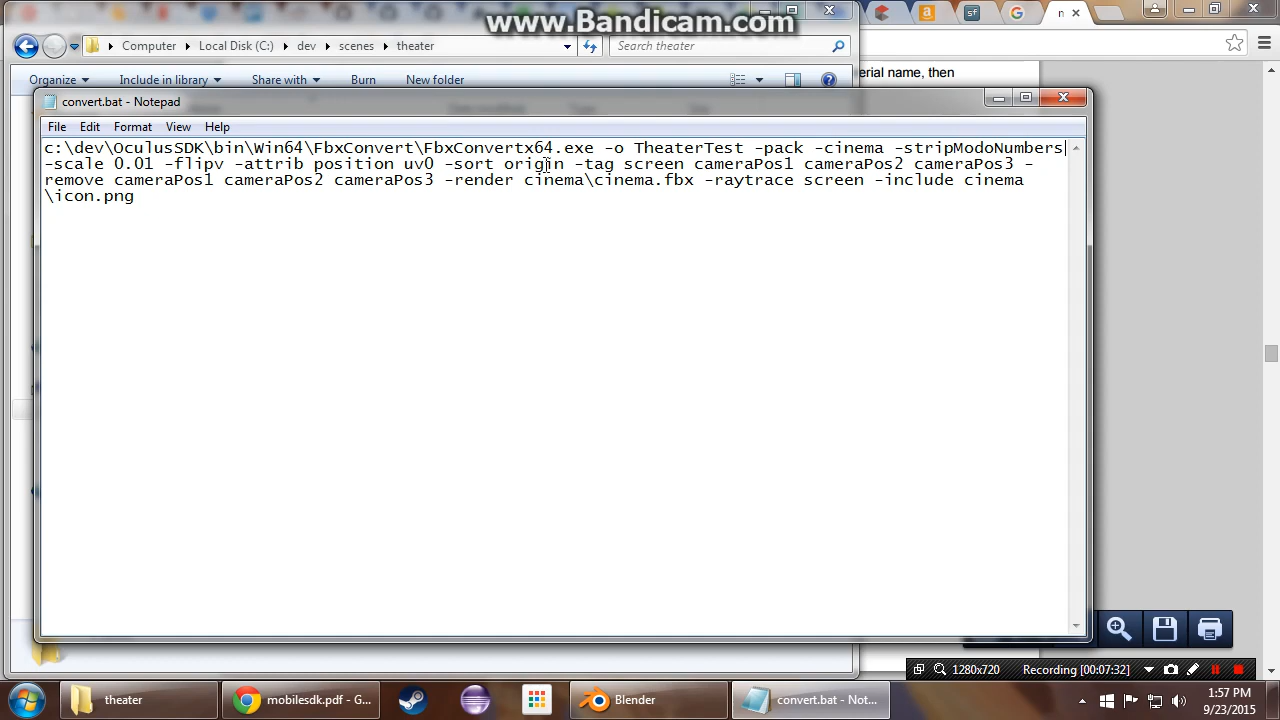 www.Bandicam.com
Computer
Local Disk (C:)
dev
scenes
theater
Search theater
Organize
Include in library
Share with
Burn
New folder
erial name, then
convert.bat - Notepad
File Edit Format View Help
c:\dev\OculusSDK\bin\Win64\FbxConvert\FbxConvertx64.exe -o TheaterTest -pack -cinema -stripModoNumbers
-scale 0.01 -flipv -attrib position uv0 -sort origin -tag screen cameraPos1 cameraPos2 cameraPos3 -
remove cameraPos1 cameraPos2 cameraPos3 -render cinema\cinema.fbx -raytrace screen -include cinema
\icon.png
1280x720
Recording [00:07:32]
theater
mobilesdk.pdf - G...
Blender
convert.bat - Not...
1:57 PM
9/23/2015